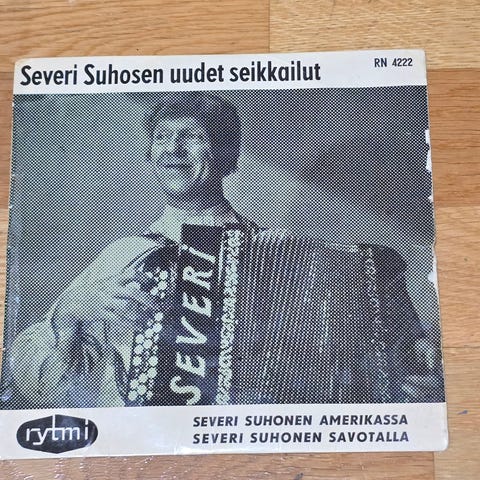 Severi Suhosen uudet seikkailut
RN 4222
SEVERI
SEVERI SUHONEN AMERIKASSA
SEVERI SUHONEN SAVOTALLA
rytmi